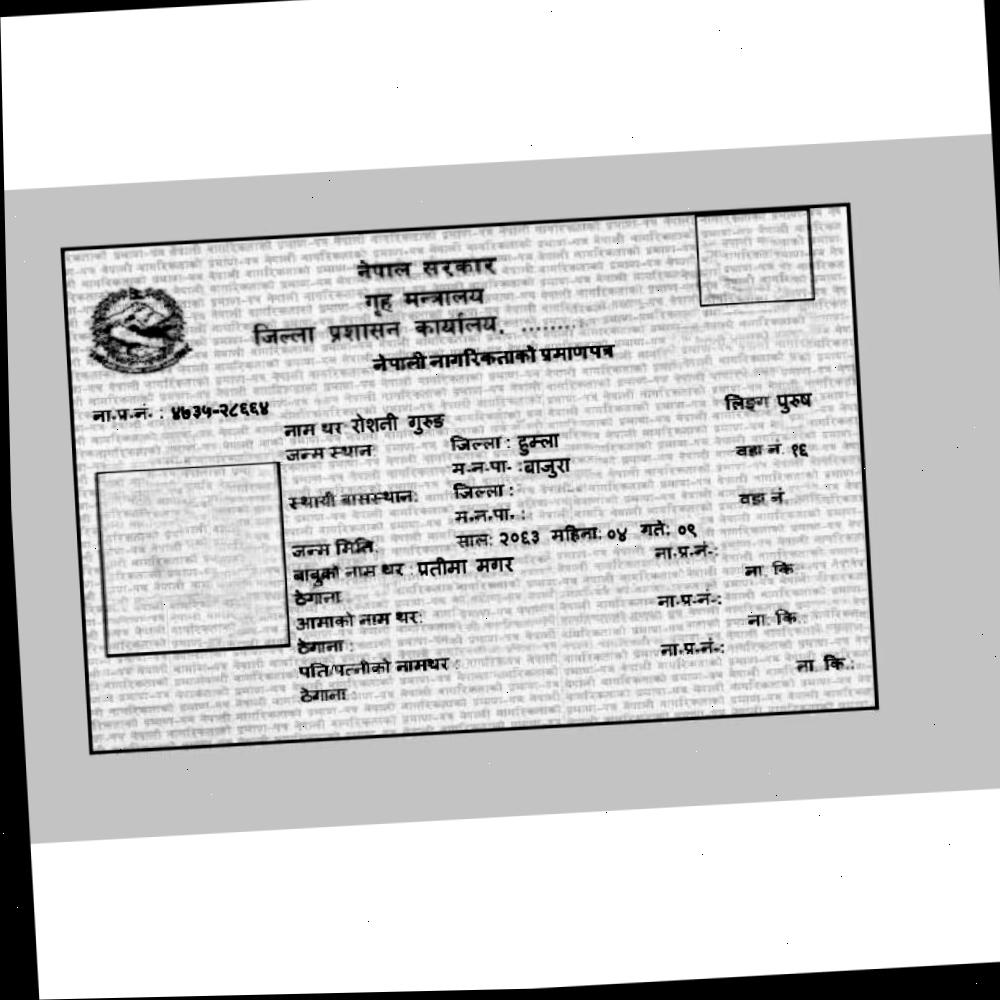 नेपाल सरकार
गृह मन्त्रालय
जिल्ला प्रशासन कार्यालय, ........
नेपाली नागरिकताको प्रमाणपत्र
ना.प्र.नं. : ४७३५-२८६६४
लिङ्ग पुरुष
नाम थर रोशनी गुरुङ
जन्म स्थान: जिल्ला : हुम्ला
म.न.पा. : बाजुरा वडा नं. १६
स्थायी बासस्थान: जिल्ला :
म.न.पा. : वडा नं.
जन्म मिति: साल: २०६३ महिना: ०४ गते: ०९
बाबुको नाम थर : प्रतीमा मगर ना.प्र.नं.:
ठेगाना ना. कि
आमाको नाम थर: ना.प्र.नं.:
ठेगाना : ना. कि.:
पति/पत्नीको नामथर : ना.प्र.नं.:
ठेगाना : ना. कि.: